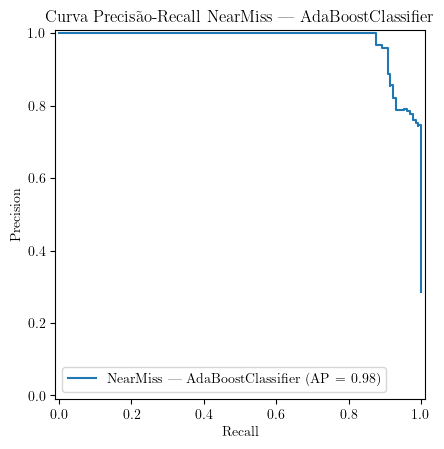 Curva Precisão-Recall NearMiss — AdaBoostClassifier
1.0
0.8
0.6
0.4
0.2
0.0
Precision
NearMiss — AdaBoostClassifier (AP = 0.98)
0.0 0.2 0.4 0.6 0.8 1.0
Recall